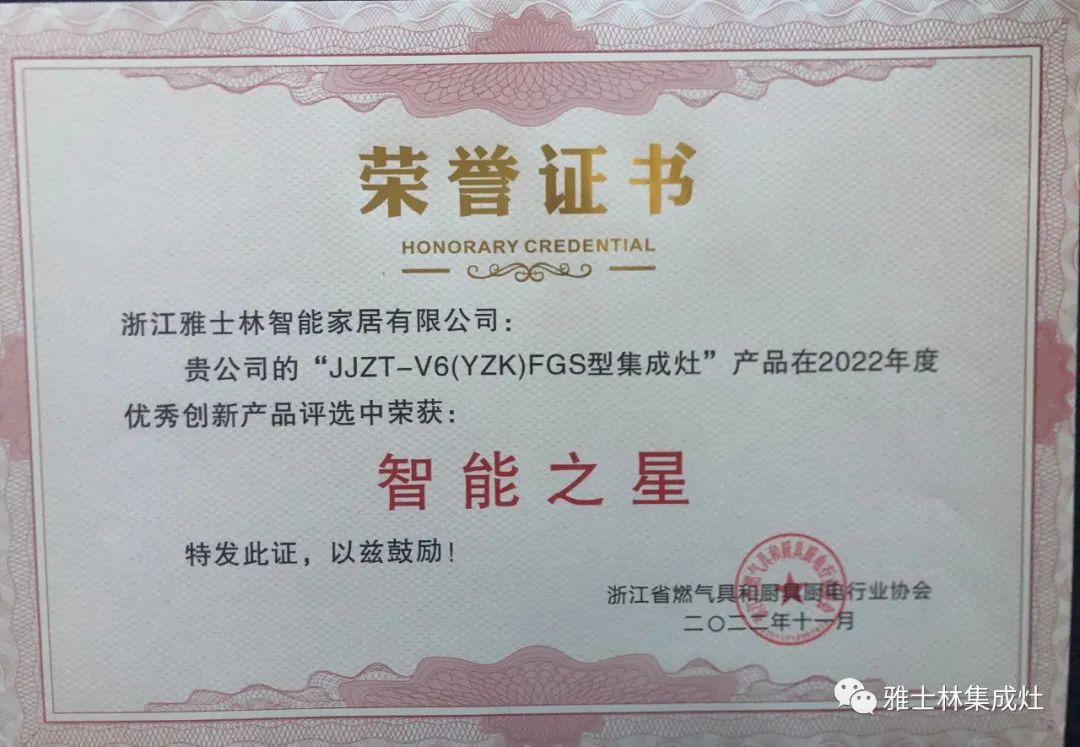 荣誉证书
HONORARY CREDENTIAL
浙江雅士林智能家居有限公司：
贵公司的“JJZT-V6(YZK)FGS型集成灶”产品在2022年度
优秀创新产品评选中荣获：
智能之星
特发此证，以兹鼓励！
浙江省燃气具和厨具厨电行业协会
二〇二二年十一月
雅士林集成灶